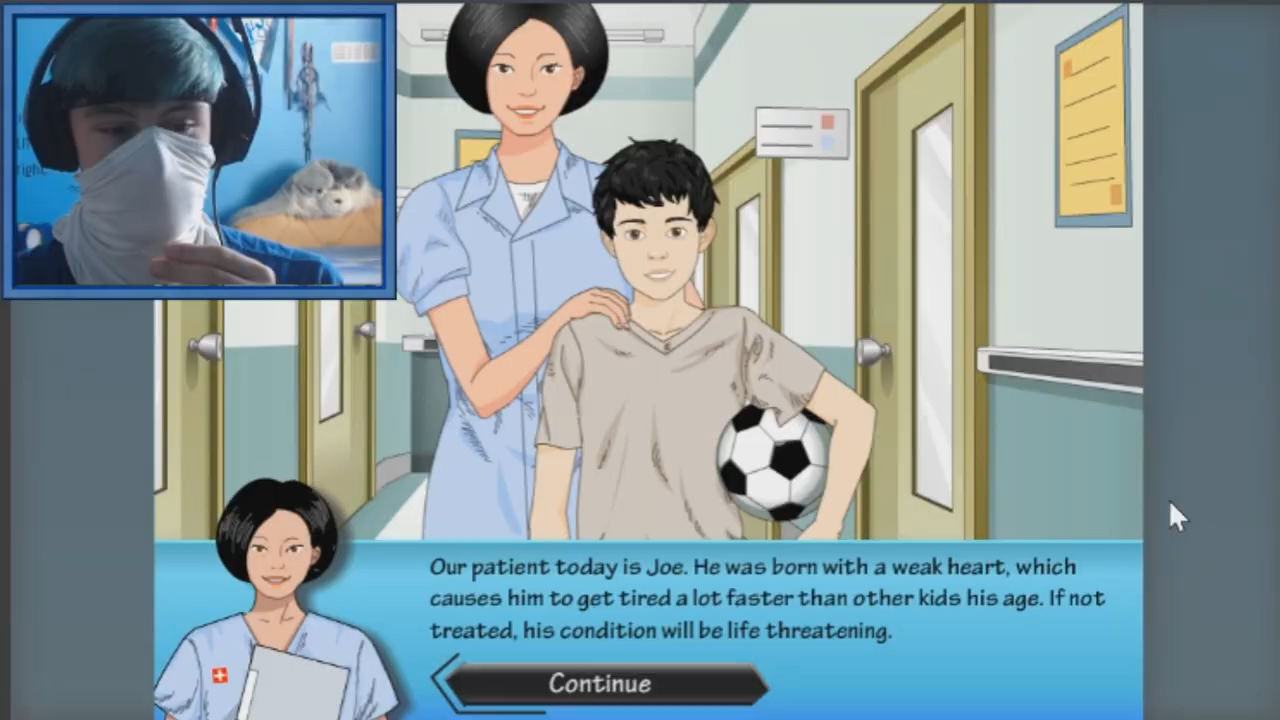 Our patient today is Joe. He was born with a weak heart, which
causes him to get tired a lot faster than other kids his age. If not
treated, his condition will be life threatening.
Continue